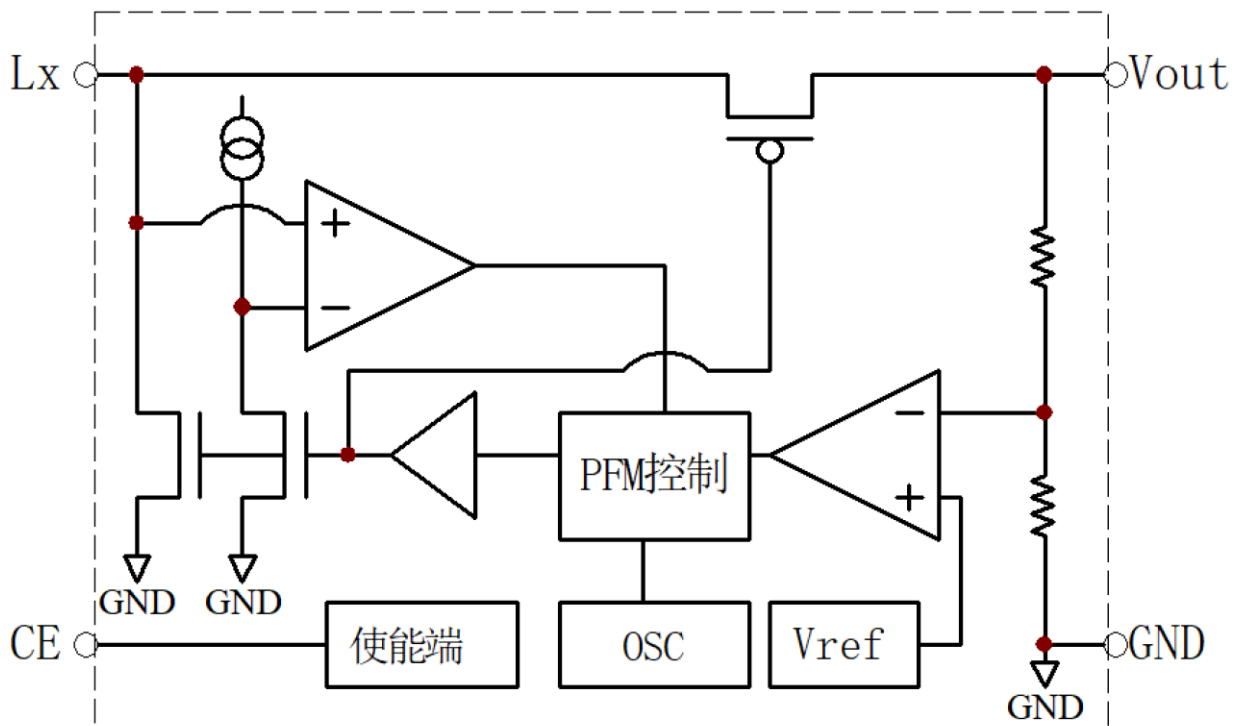 Lx
Vout
+
−
PFM控制
−
+
GND
GND
CE
使能端
OSC
Vref
GND
GND